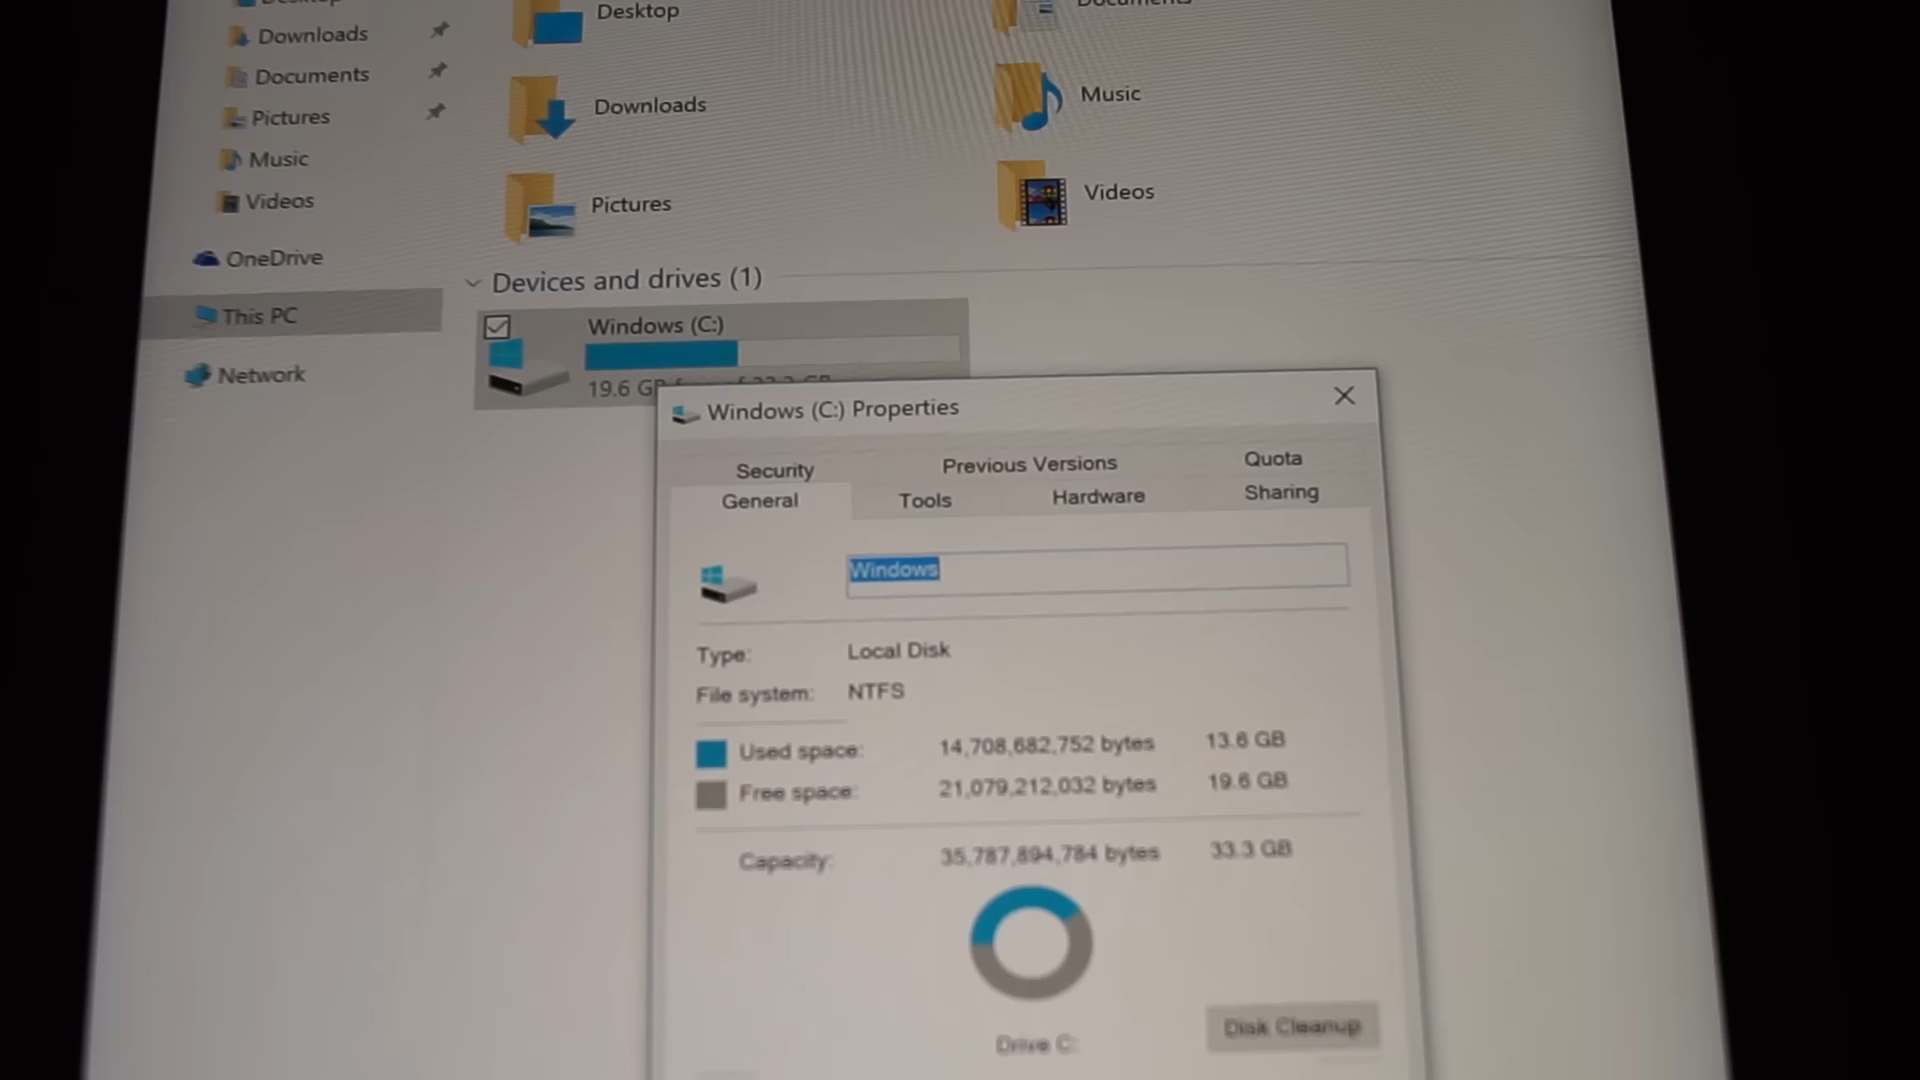 Desktop
Downloads
Documents
Pictures
Music
Videos
OneDrive
This PC
Network
Desktop
Documents
Downloads
Music
Pictures
Videos
Devices and drives (1)
Windows (C:)
19.6 GB
Windows (C:) Properties
Security Previous Versions Quota
General Tools Hardware Sharing
Windows
Type: Local Disk
File system: NTFS
Used space: 14,708,682,752 bytes 13.6 GB
Free space: 21,079,212,032 bytes 19.6 GB
Capacity: 35,787,894,784 bytes 33.3 GB
Drive C:
Disk Cleanup